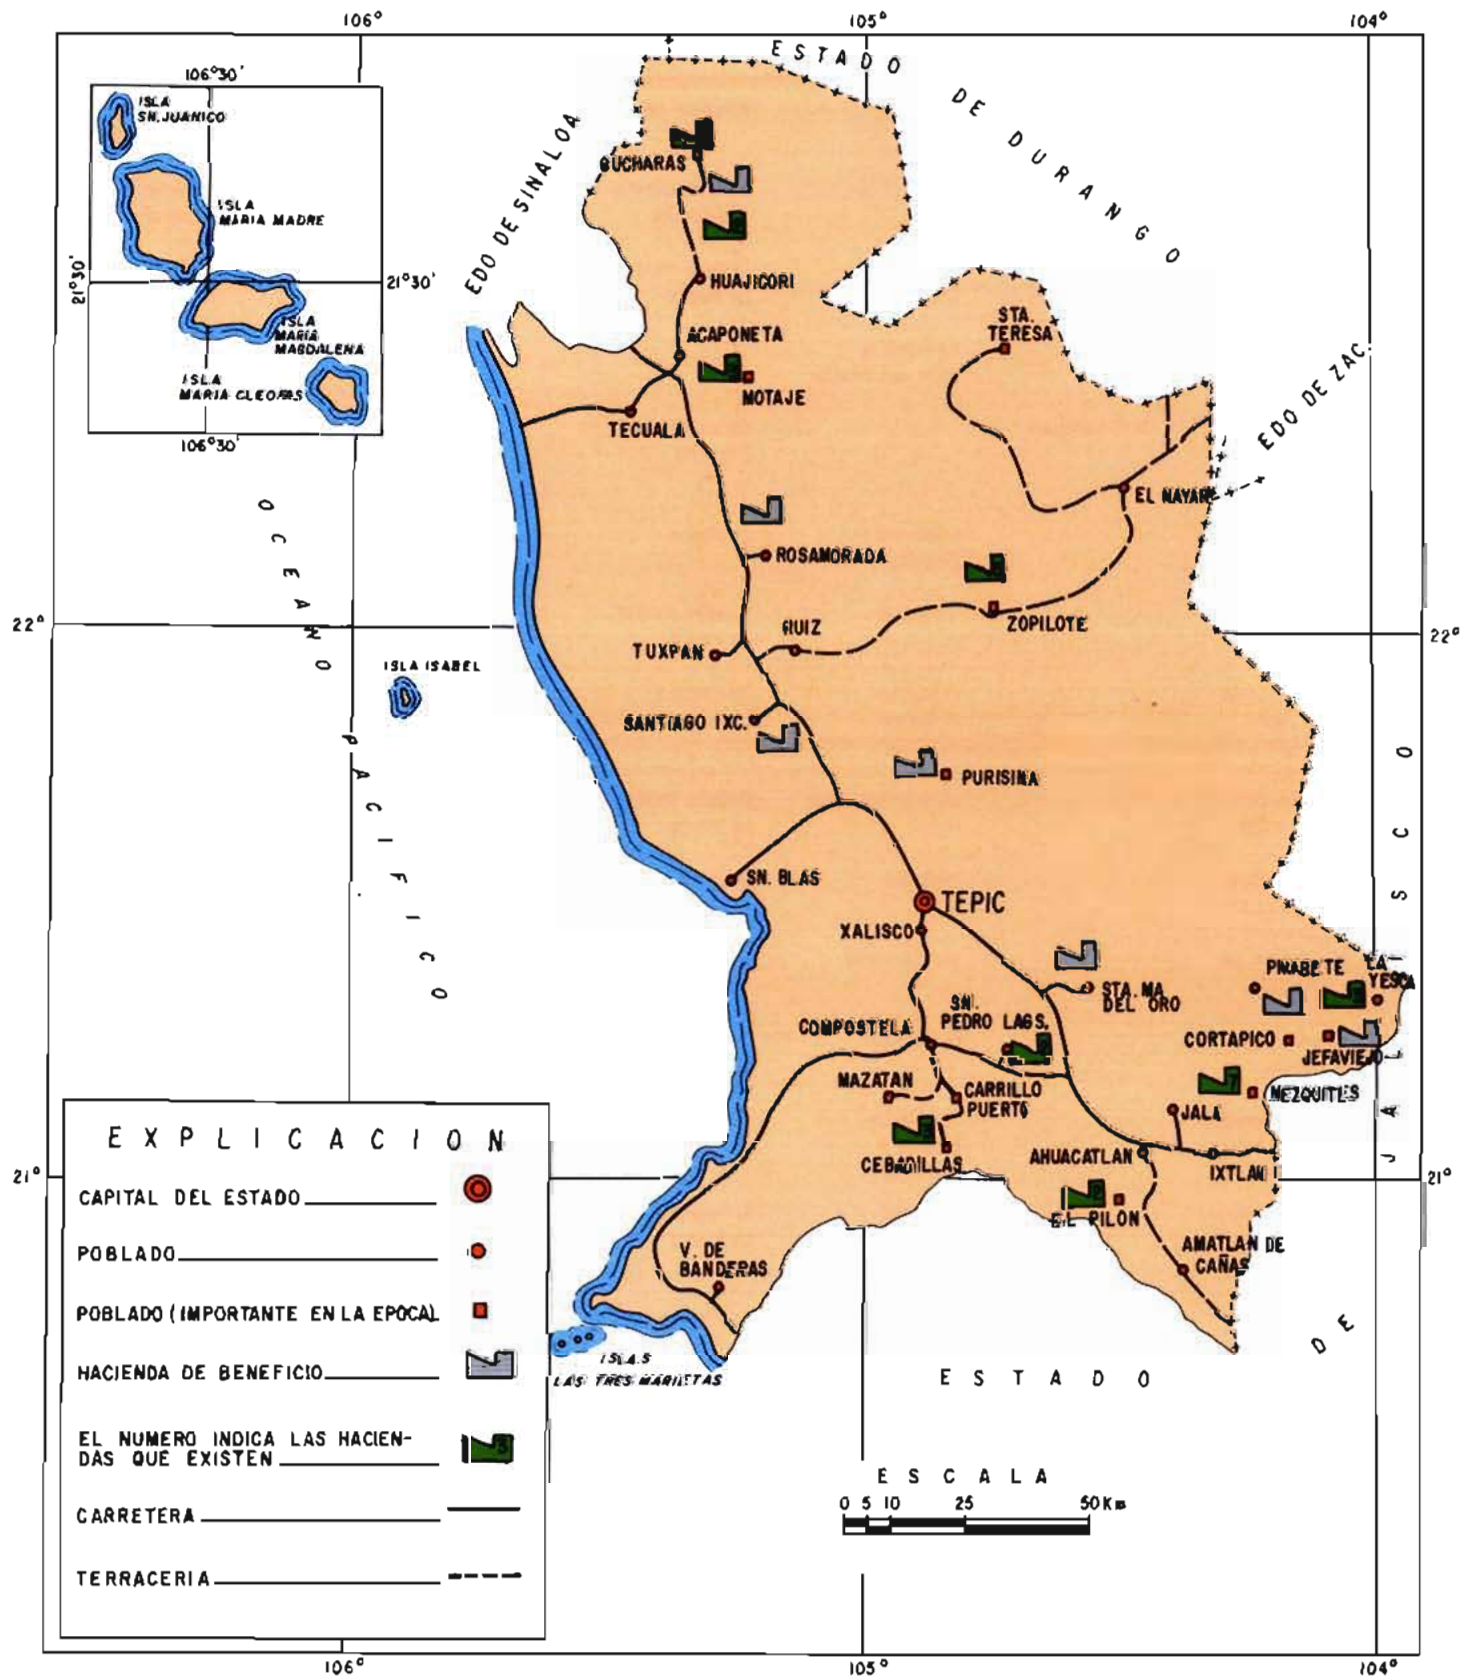 106°
105°
104°
ESTADO
DE DURANGO
EDO DE SINALOA
106°30'
ISLA
SN. JUANICO
ISLA
MARIA MADRE
21°30'
21°30'
ISLA
MARIA
MAGDALENA
ISLA
MARIA CLEOFAS
106°30'
CUCHARAS
HUAJICORI
ACAPONETA
MOTAJE
TECUALA
STA.
TERESA
EDO DE ZAC.
EL NAYAR
OCEANO PACIFICO
ROSAMORADA
ZOPILOTE
22°
22°
RUIZ
TUXPAN
ISLA ISABEL
SANTIAGO IXC.
PURISINA
SN. BLAS
TEPIC
XALISCO
STA. MA
DEL ORO
PINABETE
LA
YESCA
SN.
PEDRO LAGS.
COMPOSTELA
CORTAPICO
JEFAVIEJO
MAZATAN
CARRILLO
PUERTO
7
MEZQUITES
JALA
CEBADILLAS
AHUACATLAN
IXTLAN
21°
21°
2
EL PILON
AMATLAN DE
CAÑAS
V. DE
BANDERAS
ISLAS
LAS TRES MARIETAS
ESTADO
DE
JALISCO
EXPLICACION
CAPITAL DEL ESTADO
POBLADO
POBLADO (IMPORTANTE EN LA EPOCA)
HACIENDA DE BENEFICIO
EL NUMERO INDICA LAS HACIEN-
DAS QUE EXISTEN
3
CARRETERA
TERRACERIA
ESCALA
0 5 10 25 50 Km
106°
105°
104°